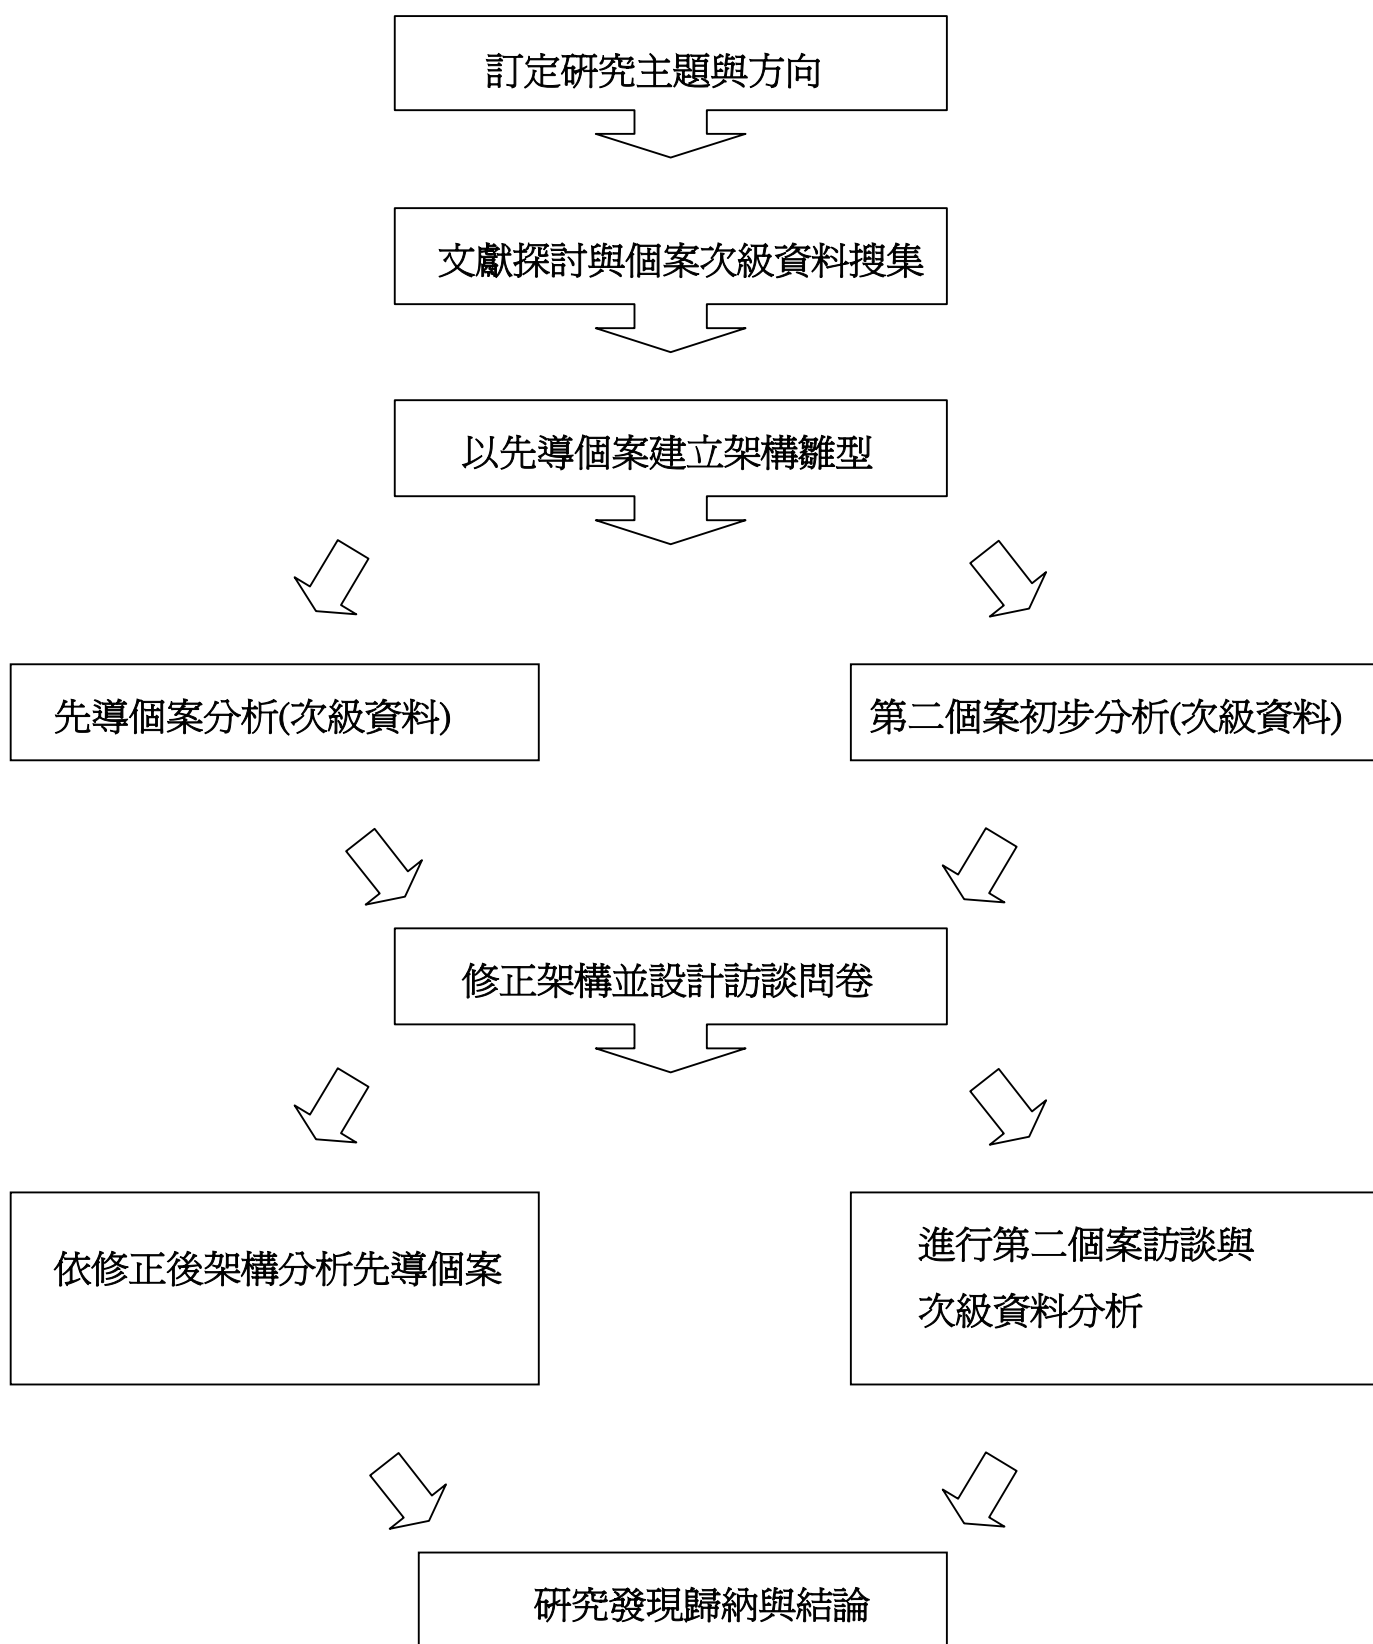 訂定研究主題與方向
文獻探討與個案次級資料搜集
以先導個案建立架構雛型
先導個案分析(次級資料)
第二個案初步分析(次級資料)
修正架構並設計訪談問卷
依修正後架構分析先導個案
進行第二個案訪談與
次級資料分析
研究發現歸納與結論